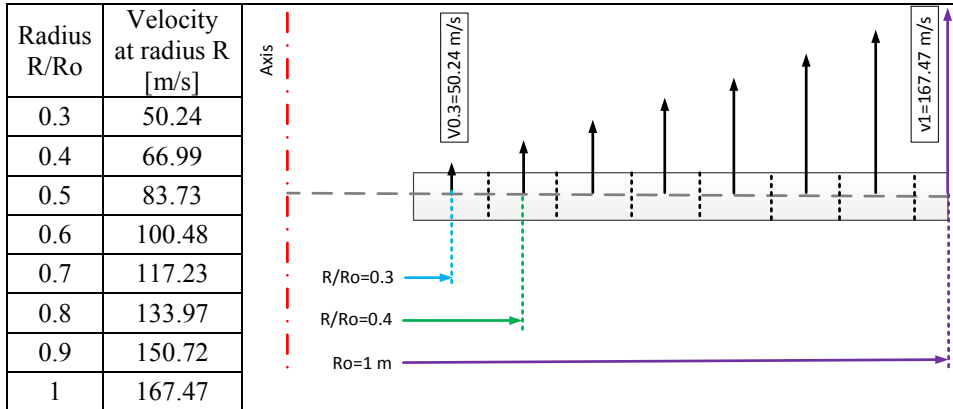 Radius R/Ro
Velocity at radius R [m/s]
0.3 50.24
0.4 66.99
0.5 83.73
0.6 100.48
0.7 117.23
0.8 133.97
0.9 150.72
1 167.47
Axis
V0.3=50.24 m/s
v1=167.47 m/s
R/Ro=0.3
R/Ro=0.4
Ro=1 m